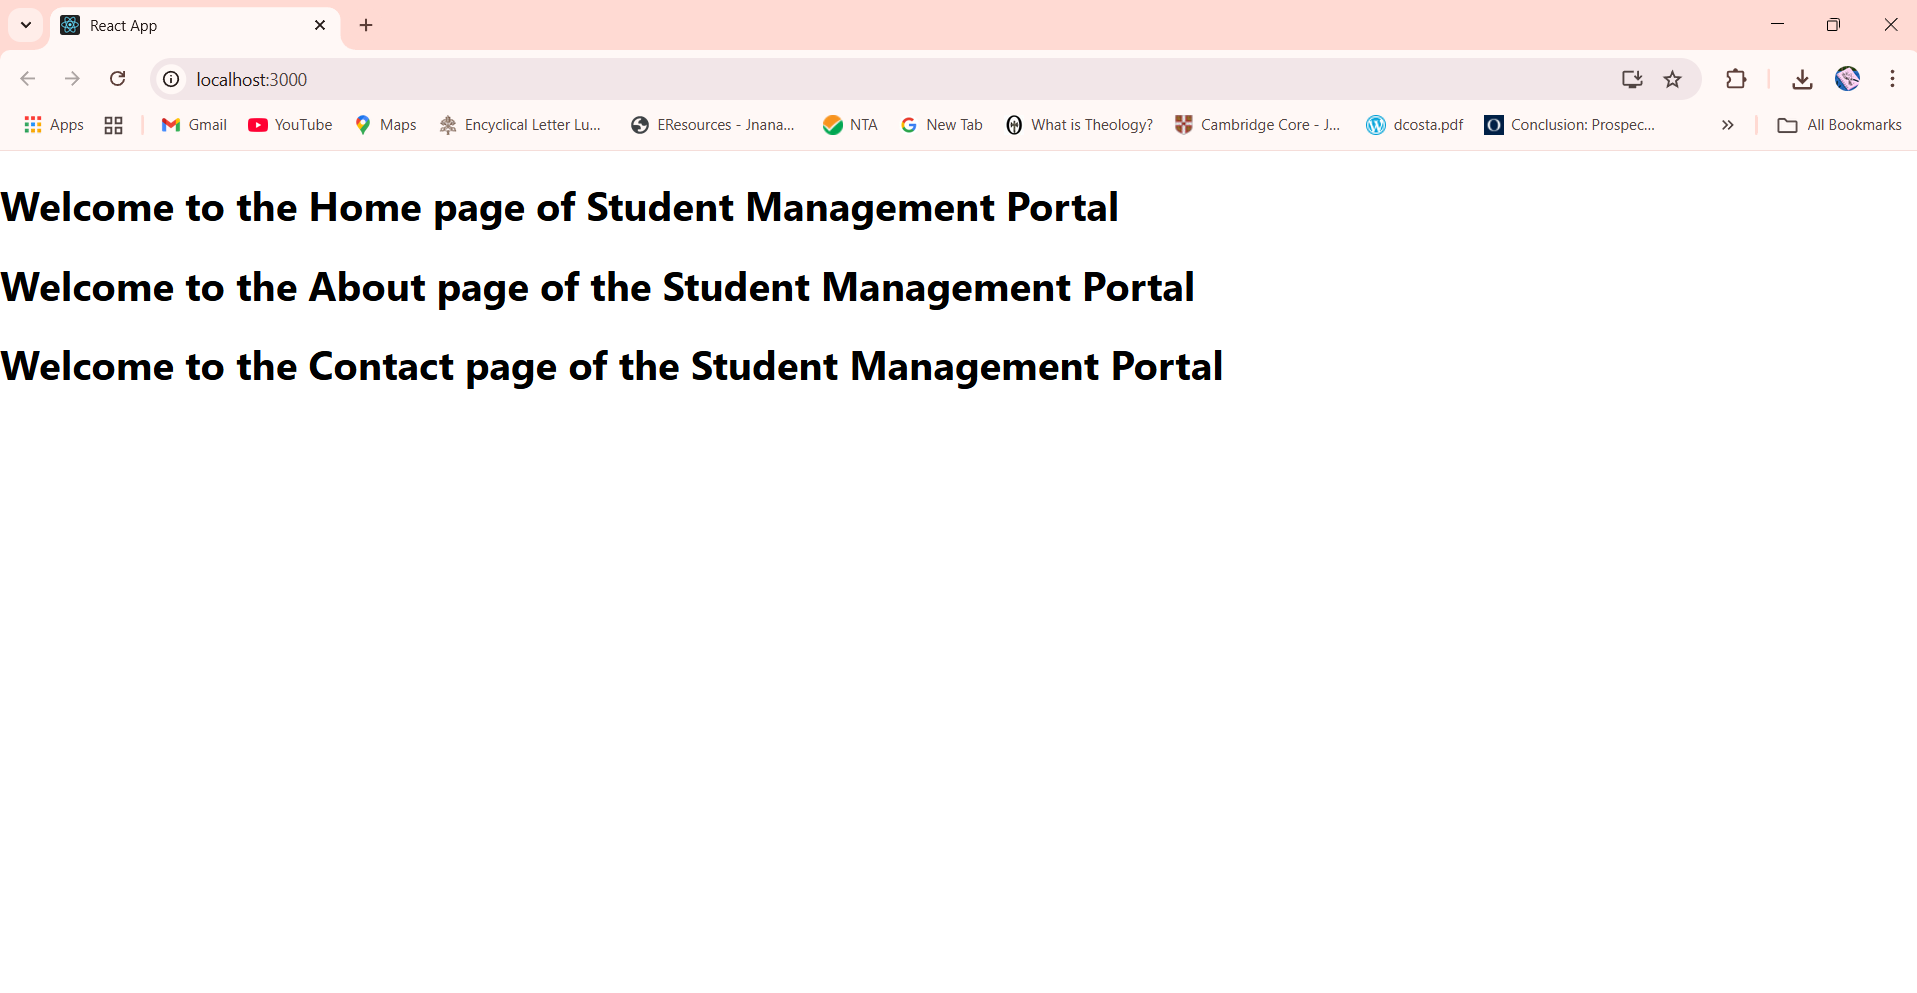 React App
localhost:3000
Apps Gmail YouTube Maps Encyclical Letter Lu... EResources - Jnana... NTA New Tab What is Theology? Cambridge Core - J... dcosta.pdf Conclusion: Prospec... » All Bookmarks
Welcome to the Home page of Student Management Portal
Welcome to the About page of the Student Management Portal
Welcome to the Contact page of the Student Management Portal